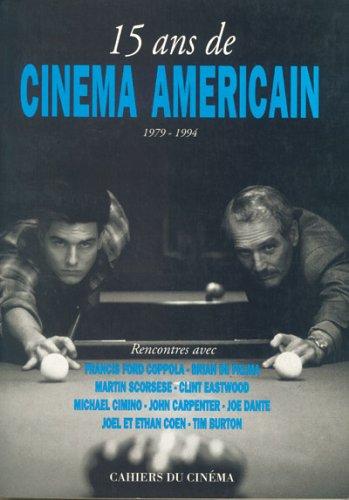 15 ans de
CINEMA AMERICAIN
1979 - 1994
Rencontres avec
FRANCIS FORD COPPOLA - BRIAN DE PALMA
MARTIN SCORSESE - CLINT EASTWOOD
MICHAEL CIMINO - JOHN CARPENTER - JOE DANTE
JOEL ET ETHAN COEN - TIM BURTON
CAHIERS DU CINÉMA